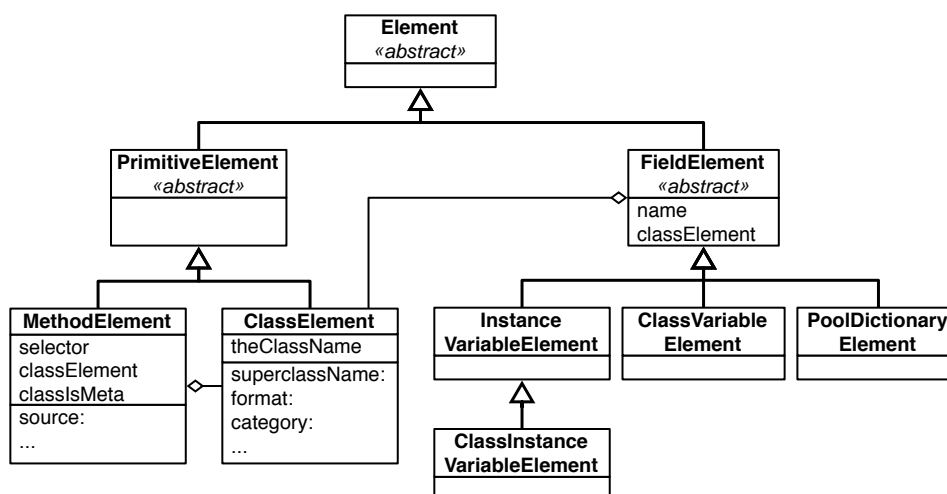 Element
«abstract»
PrimitiveElement
«abstract»
FieldElement
«abstract»
name
classElement
MethodElement
selector
classElement
classIsMeta
source:
...
ClassElement
theClassName
superclassName:
format:
category:
...
Instance
VariableElement
ClassVariable
Element
PoolDictionary
Element
ClassInstance
VariableElement